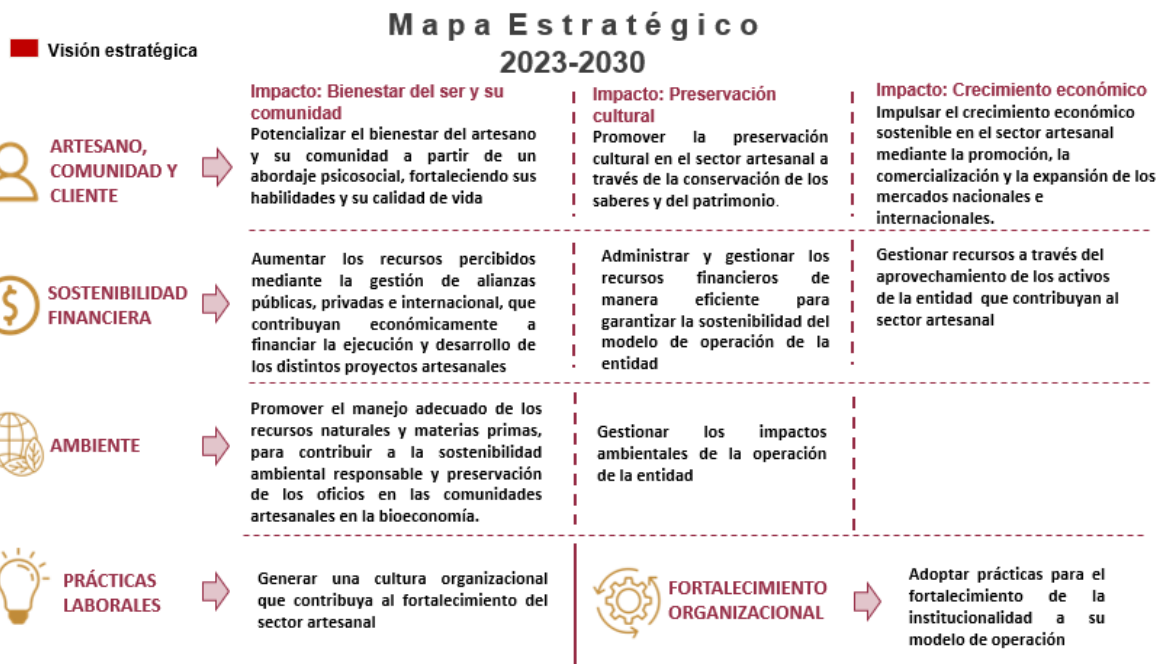 Mapa Estratégico
2023-2030
Visión estratégica
ARTESANO,
COMUNIDAD Y
CLIENTE
Impacto: Bienestar del ser y su
comunidad
Potencializar el bienestar del artesano
y su comunidad a partir de un
abordaje psicosocial, fortaleciendo sus
habilidades y su calidad de vida
Impacto: Preservación
cultural
Promover la preservación
cultural en el sector artesanal a
través de la conservación de los
saberes y del patrimonio.
Impacto: Crecimiento económico
Impulsar el crecimiento económico
sostenible en el sector artesanal
mediante la promoción, la
comercialización y la expansión de los
mercados nacionales e
internacionales.
SOSTENIBILIDAD
FINANCIERA
Aumentar los recursos percibidos
mediante la gestión de alianzas
públicas, privadas e internacional, que
contribuyan económicamente a
financiar la ejecución y desarrollo de
los distintos proyectos artesanales
Administrar y gestionar los
recursos financieros de
manera eficiente para
garantizar la sostenibilidad del
modelo de operación de la
entidad
Gestionar recursos a través del
aprovechamiento de los activos
de la entidad que contribuyan al
sector artesanal
AMBIENTE
Promover el manejo adecuado de los
recursos naturales y materias primas,
para contribuir a la sostenibilidad
ambiental responsable y preservación
de los oficios en las comunidades
artesanales en la bioeconomía.
Gestionar los impactos
ambientales de la operación
de la entidad
PRÁCTICAS
LABORALES
Generar una cultura organizacional
que contribuya al fortalecimiento del
sector artesanal
FORTALECIMIENTO
ORGANIZACIONAL
Adoptar prácticas para el
fortalecimiento de la
institucionalidad a su
modelo de operación